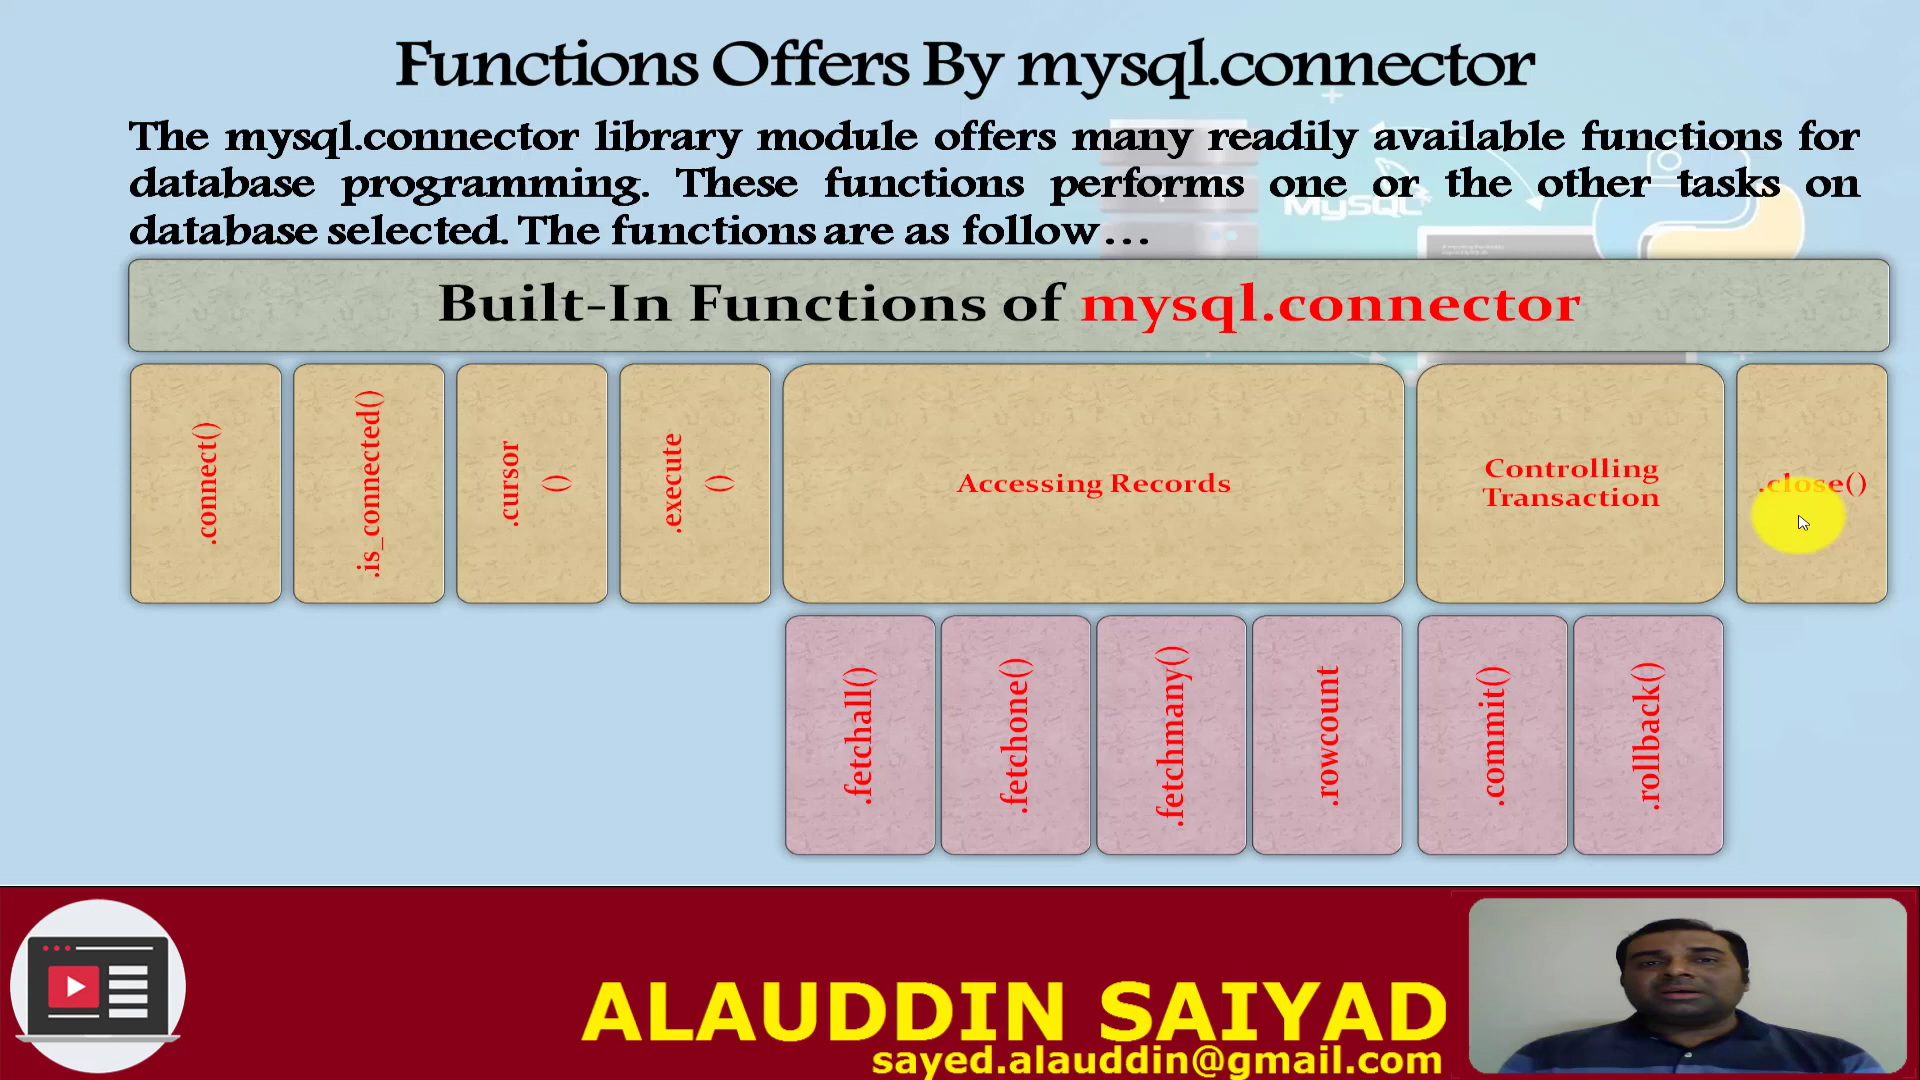 Functions Offers By mysql.connector
The mysql.connector library module offers many readily available functions for
database programming. These functions performs one or the other tasks on
database selected. The functions are as follow...
MySQL
Built-In Functions of mysql.connector
.connect()
.is_connected()
.cursor
()
.execute
()
Accessing Records
Controlling
Transaction
.close()
.fetchall()
.fetchone()
.fetchmany()
.rowcount
.commit()
.rollback()
ALAUDDIN SAIYAD
sayed.alauddin@gmail.com